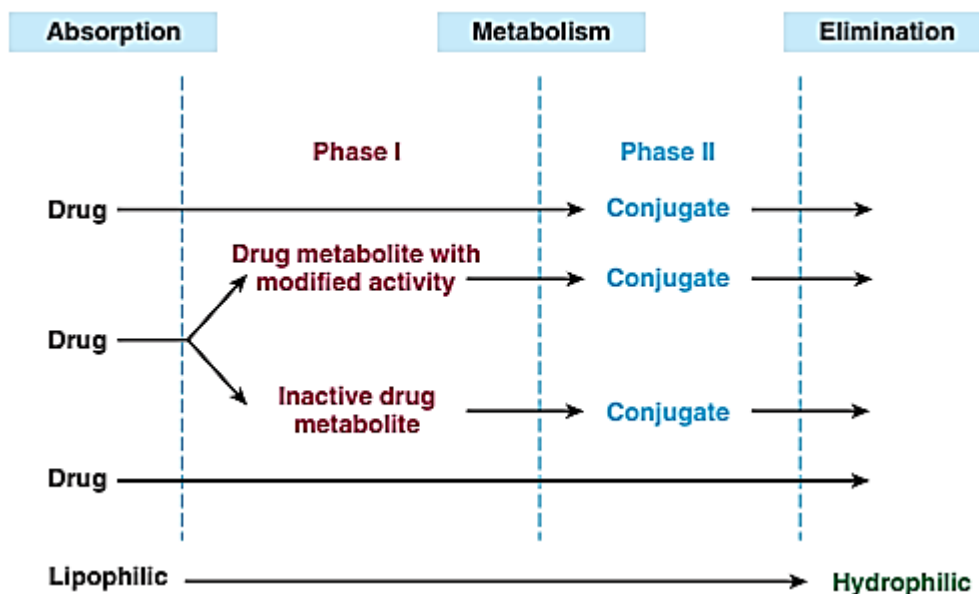 Absorption Metabolism Elimination
Phase I Phase II
Drug Conjugate
Drug metabolite with
modified activity Conjugate
Drug
Inactive drug
metabolite Conjugate
Drug
Lipophilic Hydrophilic